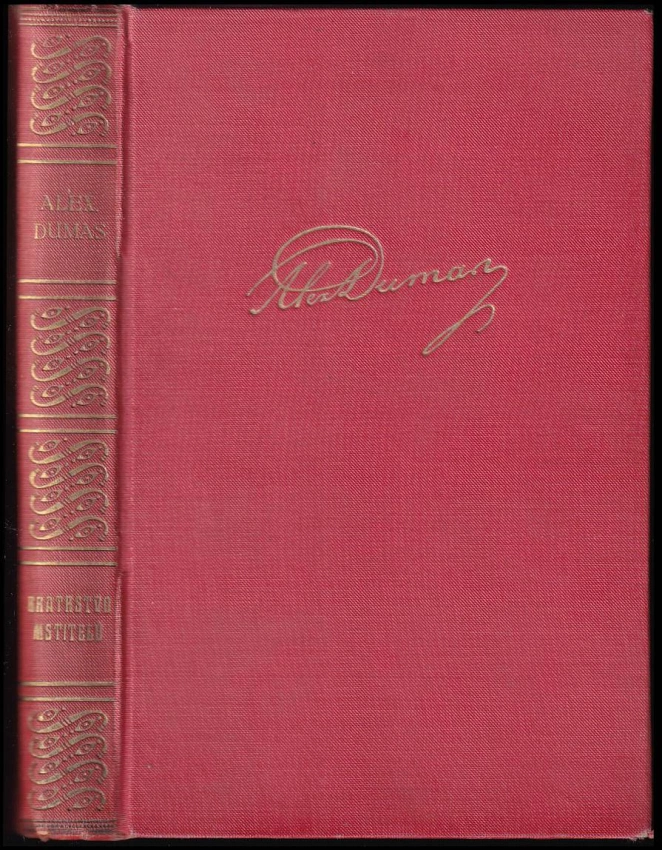 ALEX.
DUMAS
BRATRSTVO
MSTITELŮ
Alex Dumas